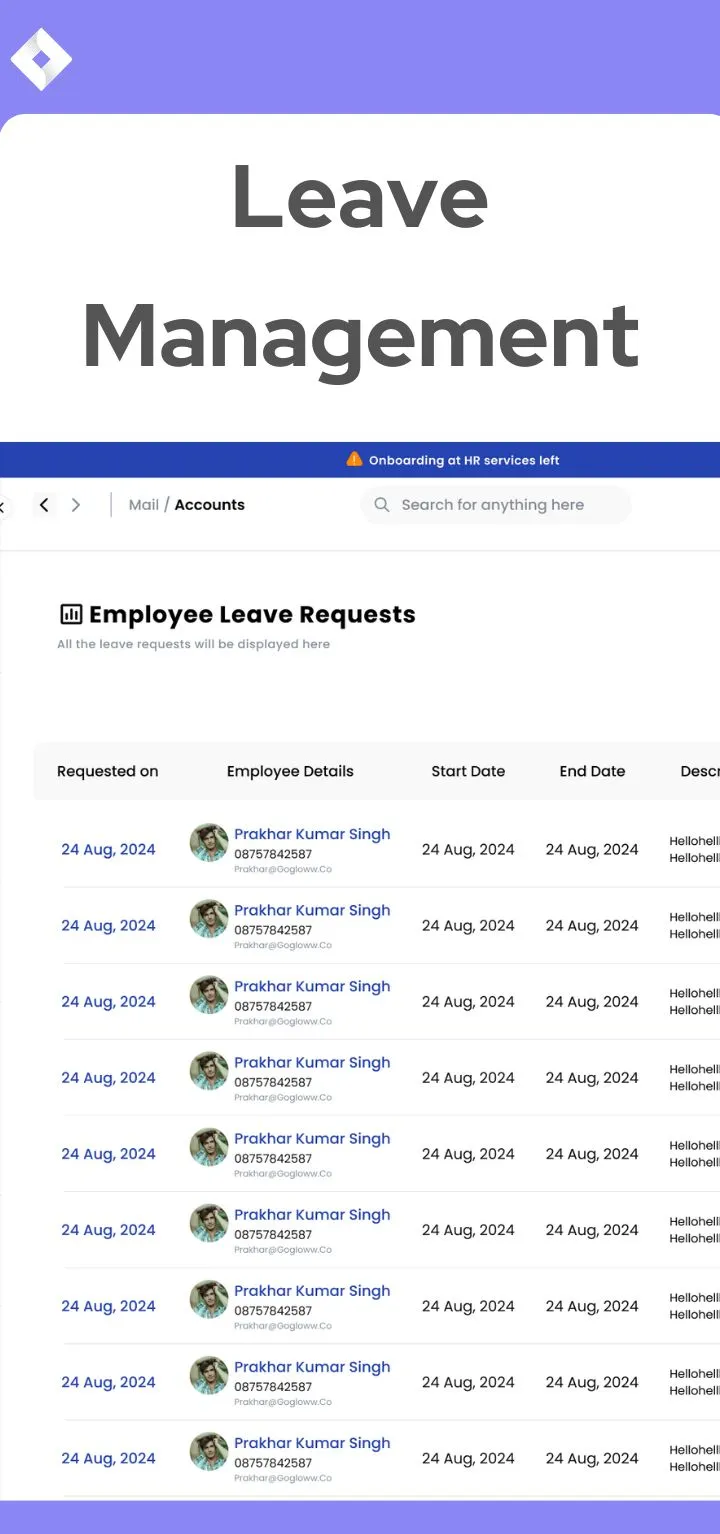 Leave
Management
Onboarding at HR services left
Mail / Accounts
Search for anything here
Employee Leave Requests
All the leave requests will be displayed here
Requested on Employee Details Start Date End Date Descr
24 Aug, 2024 Prakhar Kumar Singh 24 Aug, 2024 24 Aug, 2024 Hellohell
08757842587 Hellohell
Prakhar@Gogloww.Co
24 Aug, 2024 Prakhar Kumar Singh 24 Aug, 2024 24 Aug, 2024 Hellohell
08757842587 Hellohell
Prakhar@Gogloww.Co
24 Aug, 2024 Prakhar Kumar Singh 24 Aug, 2024 24 Aug, 2024 Hellohell
08757842587 Hellohell
Prakhar@Gogloww.Co
24 Aug, 2024 Prakhar Kumar Singh 24 Aug, 2024 24 Aug, 2024 Hellohell
08757842587 Hellohell
Prakhar@Gogloww.Co
24 Aug, 2024 Prakhar Kumar Singh 24 Aug, 2024 24 Aug, 2024 Hellohell
08757842587 Hellohell
Prakhar@Gogloww.Co
24 Aug, 2024 Prakhar Kumar Singh 24 Aug, 2024 24 Aug, 2024 Hellohell
08757842587 Hellohell
Prakhar@Gogloww.Co
24 Aug, 2024 Prakhar Kumar Singh 24 Aug, 2024 24 Aug, 2024 Hellohell
08757842587 Hellohell
Prakhar@Gogloww.Co
24 Aug, 2024 Prakhar Kumar Singh 24 Aug, 2024 24 Aug, 2024 Hellohell
08757842587 Hellohell
Prakhar@Gogloww.Co
24 Aug, 2024 Prakhar Kumar Singh 24 Aug, 2024 24 Aug, 2024 Hellohell
08757842587 Hellohell
Prakhar@Gogloww.Co